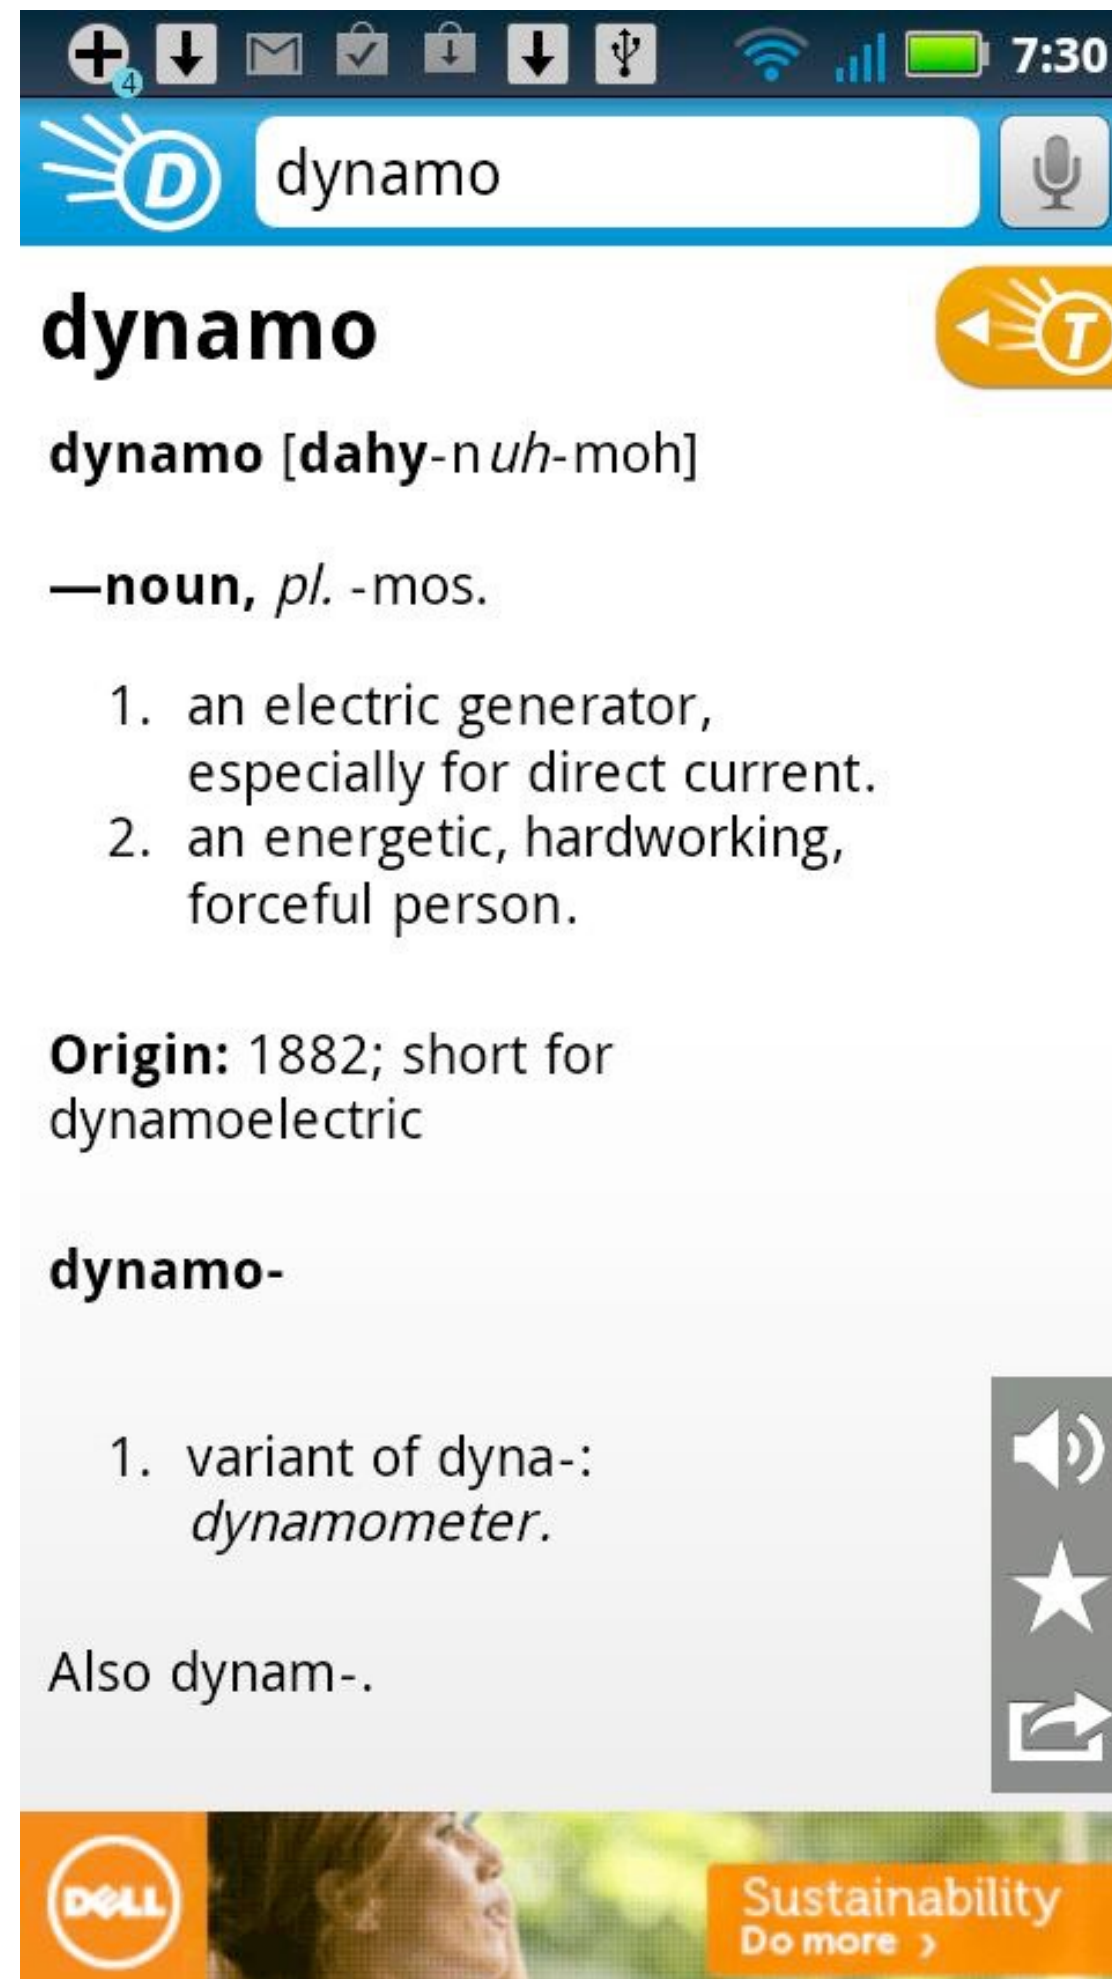 4
7:30
D dynamo
dynamo
T
dynamo [dahy-nuh-moh]
—noun, pl. -mos.
1. an electric generator,
especially for direct current.
2. an energetic, hardworking,
forceful person.
Origin: 1882; short for
dynamoelectric
dynamo-
1. variant of dyna-:
dynamometer.
Also dynam-.
DELL
Sustainability
Do more >